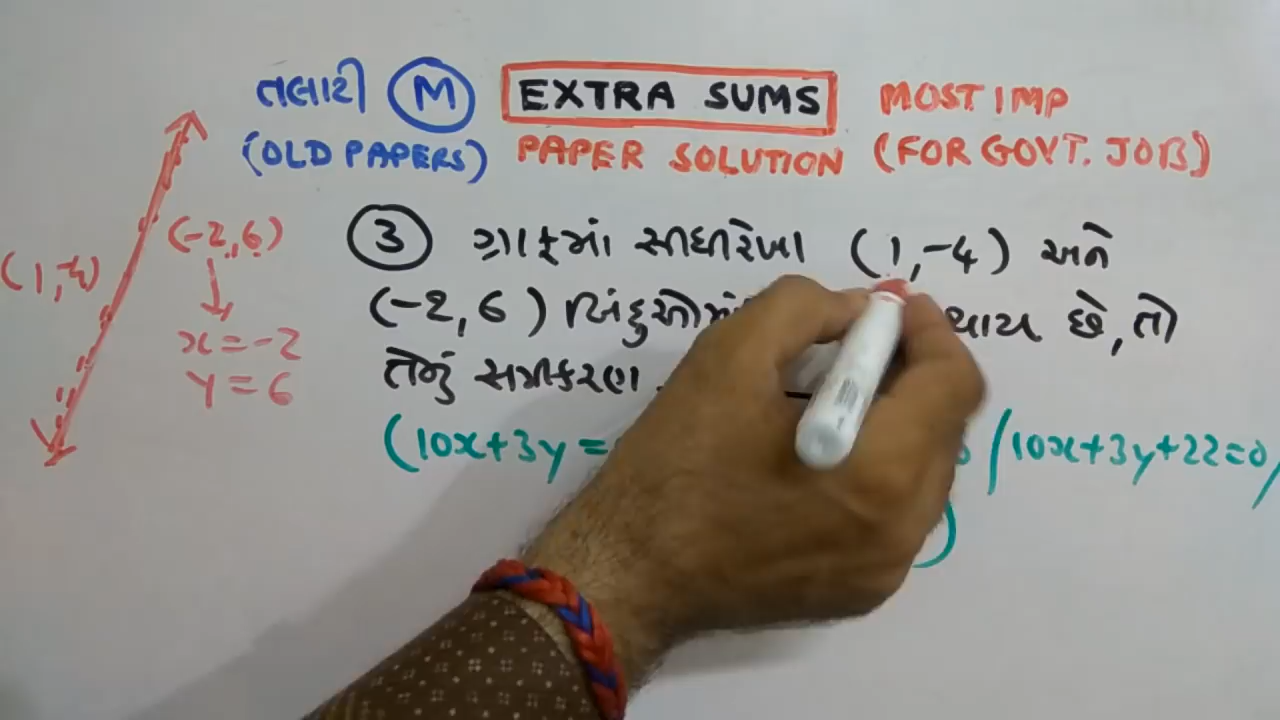 તલાટી M EXTRA SUMS MOST IMP
(OLD PAPERS) PAPER SOLUTION (FOR GOVT. JOB)
(1,-4)
(-2,6)
x=-2
y=6
3 ગ્રાફમાં સીધીરેખા (1,-4) અને
(-2,6) બિંદુઓમાંથી છે, તો
તેનું સમીકરણ
(10x+3y= / 10x+3y+22=0/
)